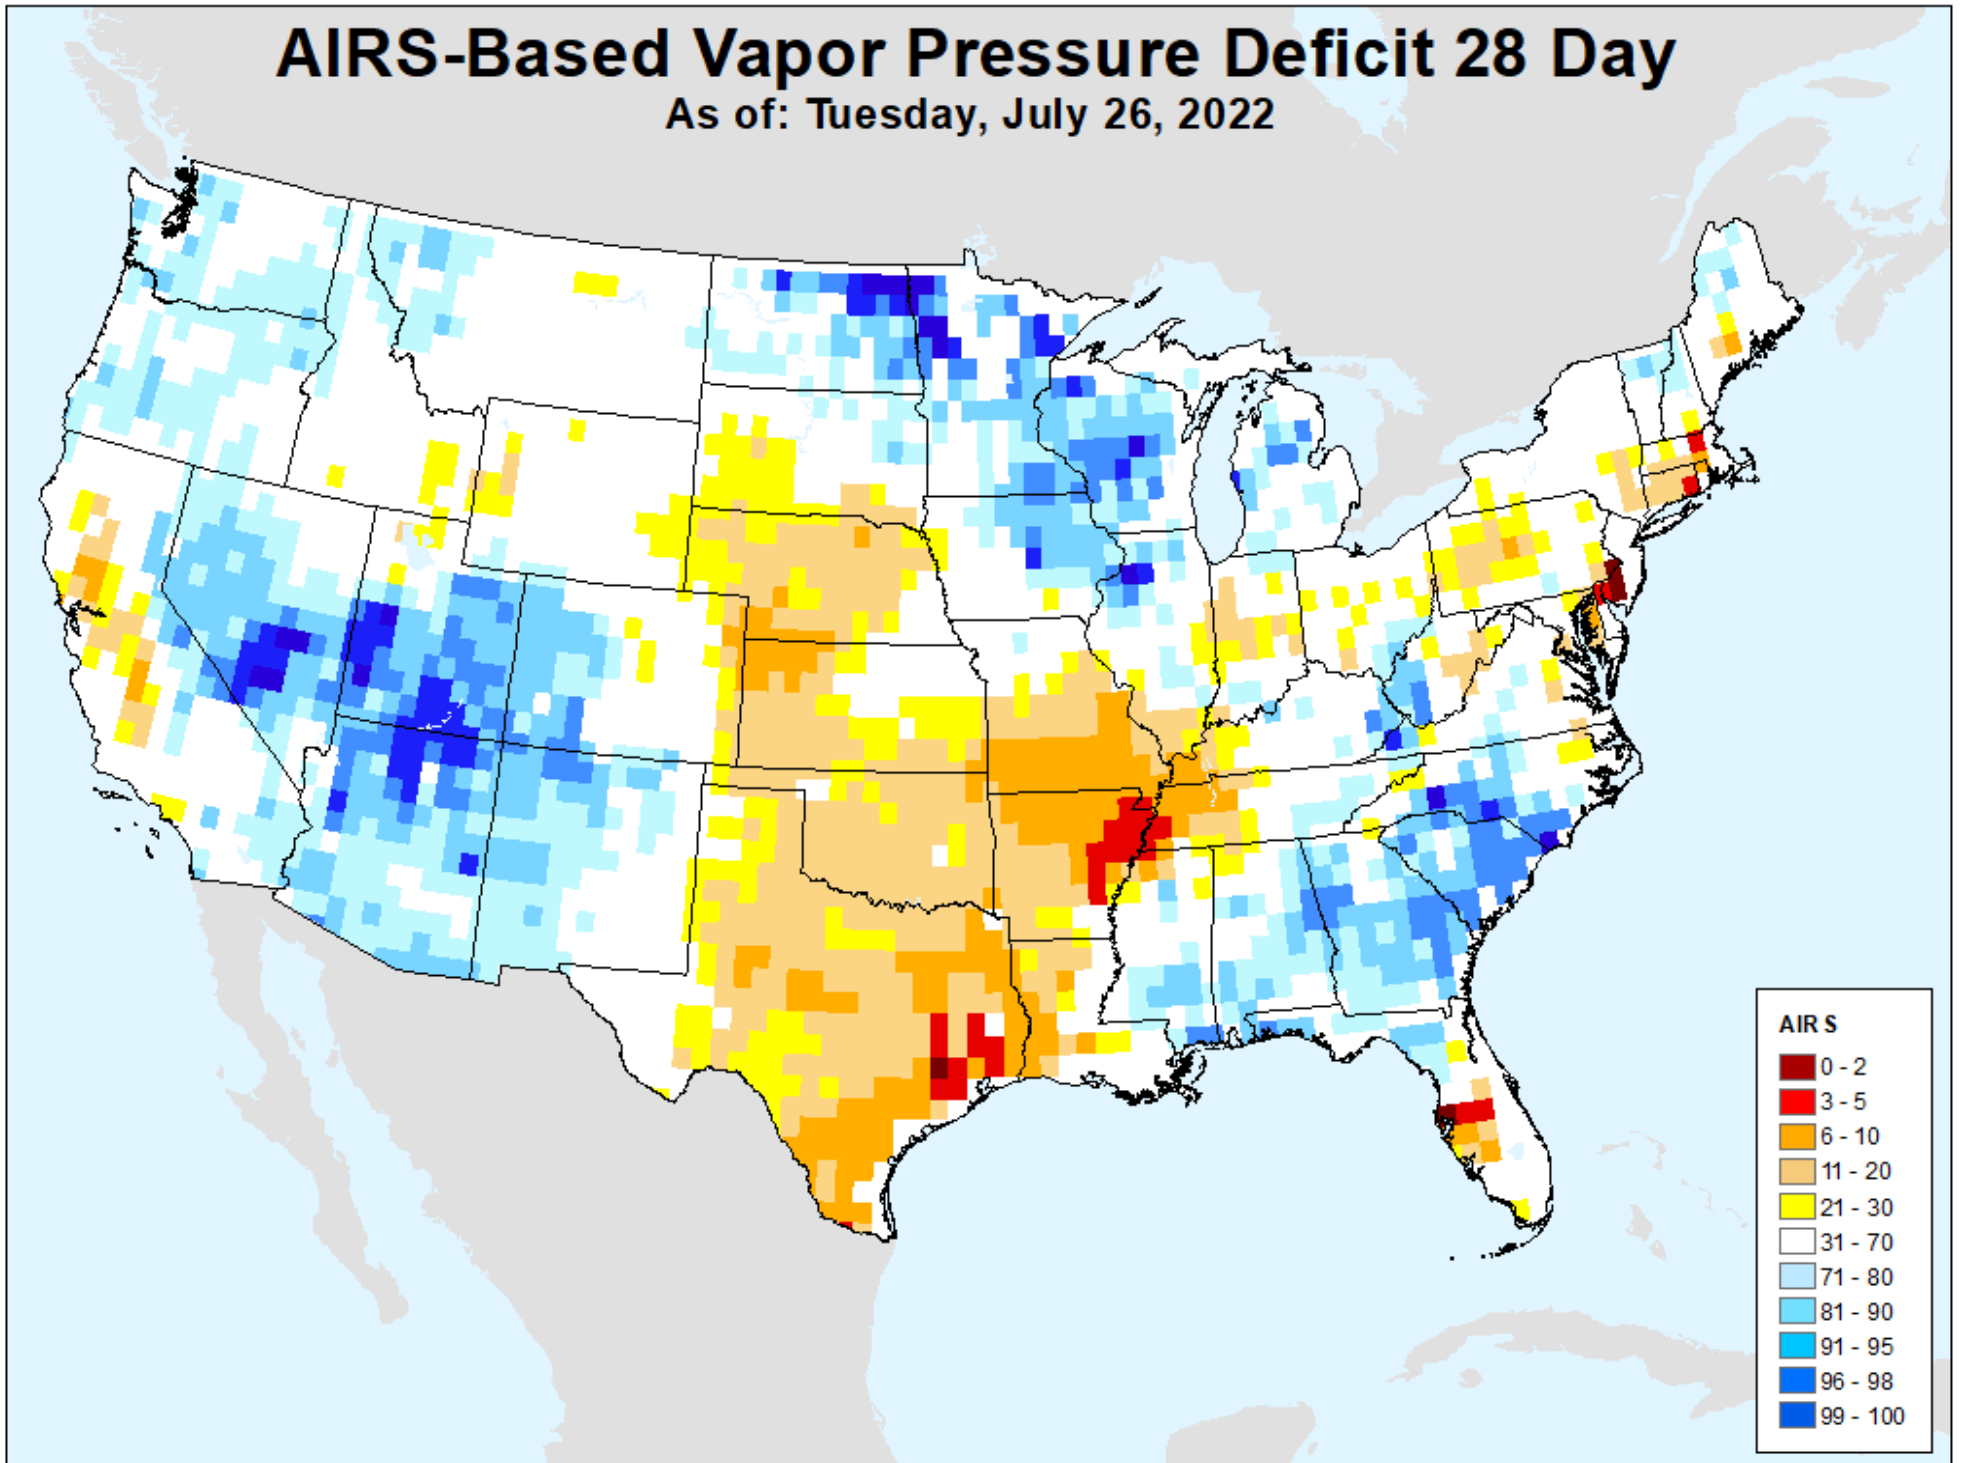 AIRS-Based Vapor Pressure Deficit 28 Day
As of: Tuesday, July 26, 2022
AIRS
0 - 2
3 - 5
6 - 10
11 - 20
21 - 30
31 - 70
71 - 80
81 - 90
91 - 95
96 - 98
99 - 100